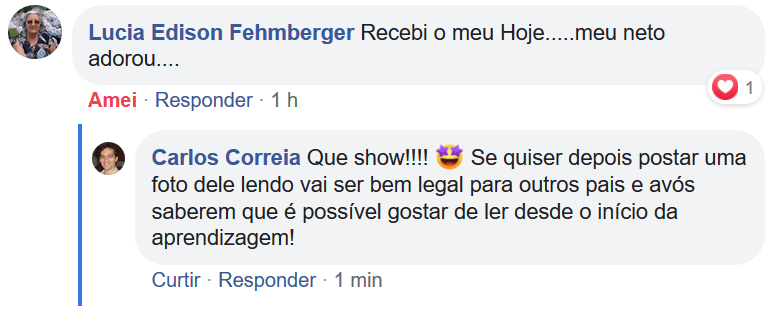 Lucia Edison Fehmberger Recebi o meu Hoje.....meu neto
adorou....
1
Amei · Responder · 1 h
Carlos Correia Que show!!!! 🤩 Se quiser depois postar uma
foto dele lendo vai ser bem legal para outros pais e avós
saberem que é possível gostar de ler desde o início da
aprendizagem!
Curtir · Responder · 1 min